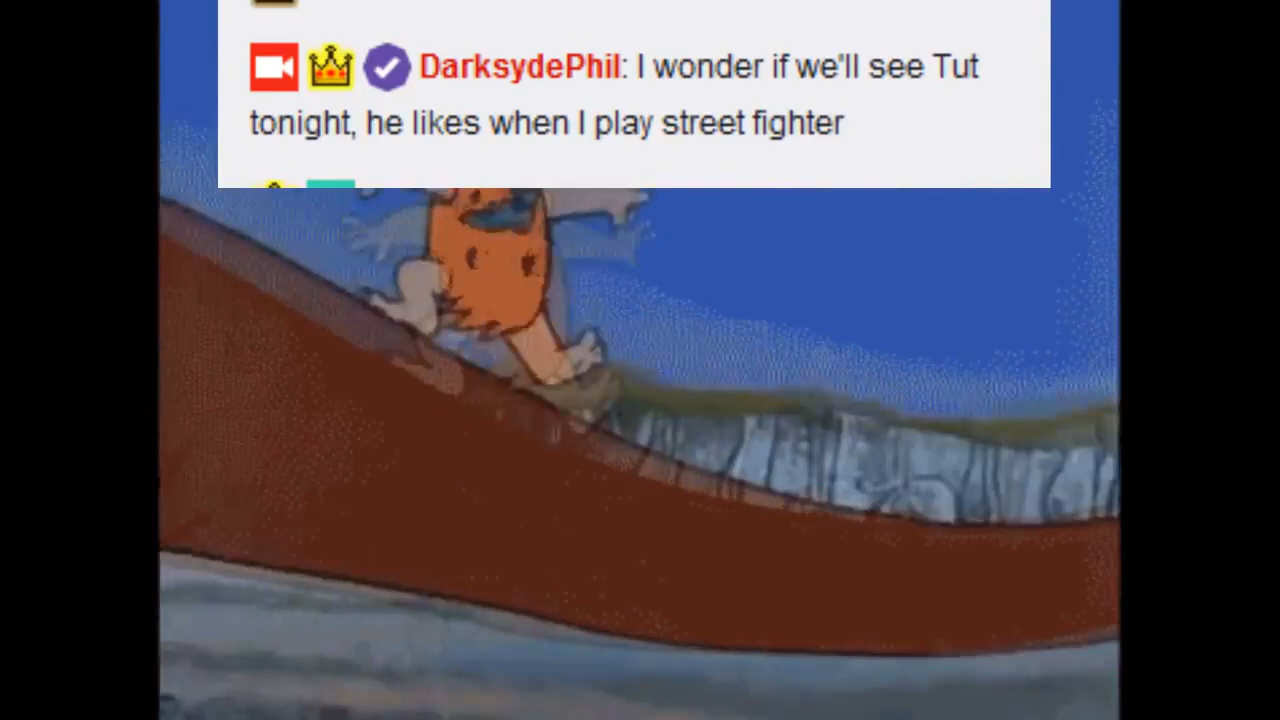 DarksydePhil: I wonder if we'll see Tut
tonight, he likes when I play street fighter